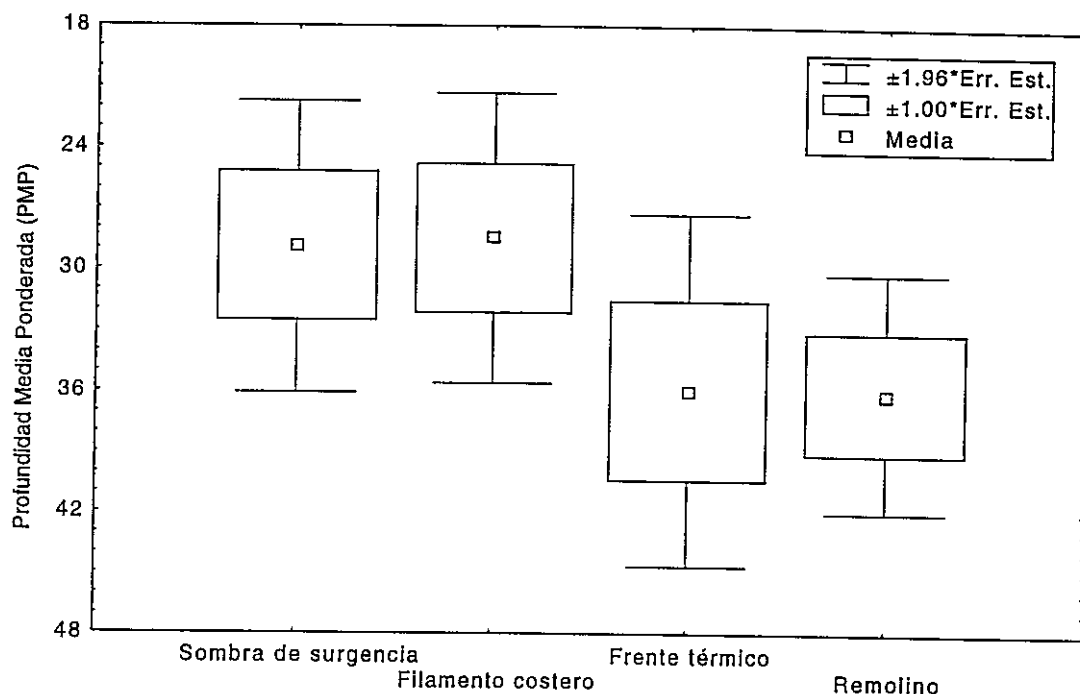 18
24
30
36
42
48
Profundidad Media Ponderada (PMP)
±1.96*Err. Est.
±1.00*Err. Est.
Media
Sombra de surgencia
Filamento costero
Frente térmico
Remolino